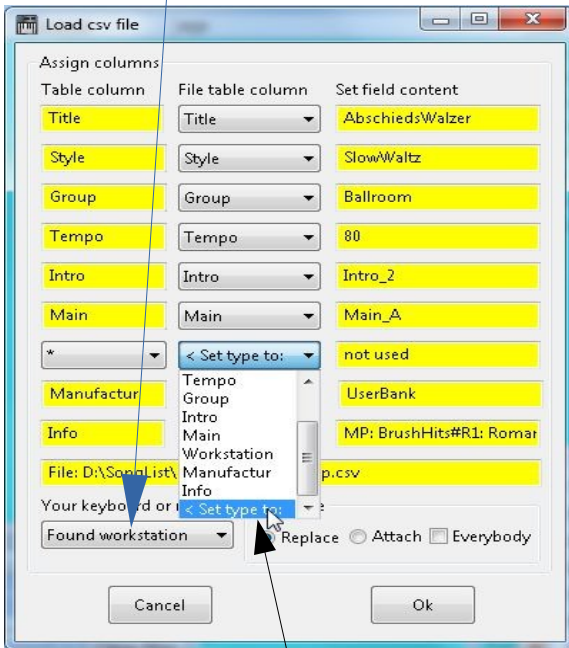 Load csv file
Assign columns
Table column File table column Set field content
Title Title AbschiedsWalzer
Style Style SlowWaltz
Group Group Ballroom
Tempo Tempo 80
Intro Intro Intro_2
Main Main Main_A
* < Set type to: not used
Tempo
Group
Intro
Main
Workstation
Manufactur
Info
< Set type to:
Manufactur UserBank
Info MP: BrushHits#R1: Romar
File: D:\SongList\ p.csv
Your keyboard or
Found workstation Replace Attach Everybody
Cancel Ok